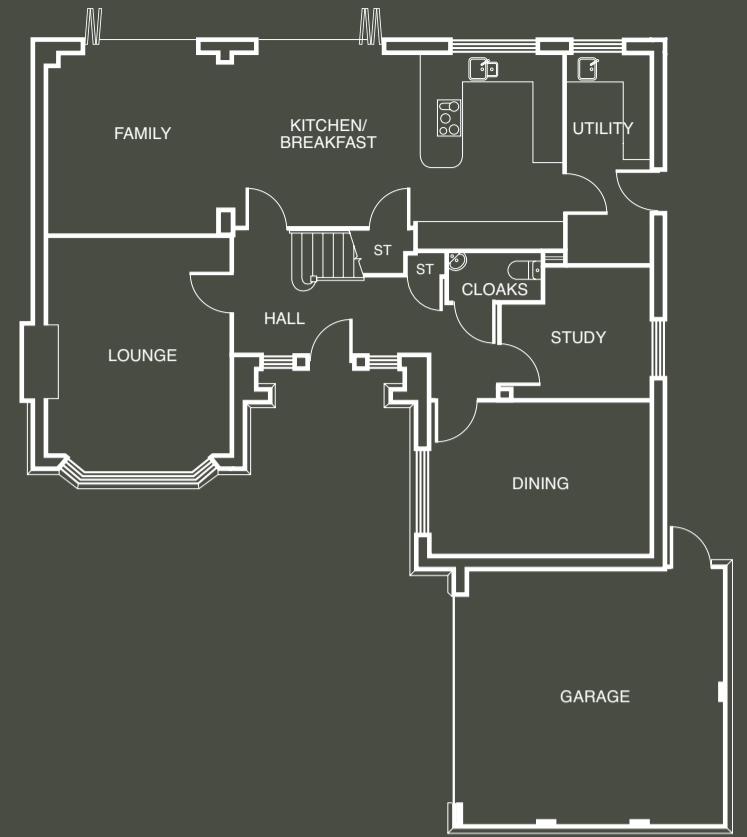 FAMILY
KITCHEN/
BREAKFAST
UTILITY
ST
ST
CLOAKS
HALL
STUDY
LOUNGE
DINING
GARAGE